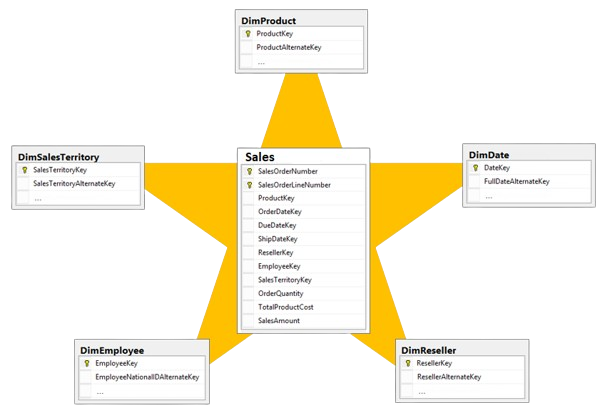 DimProduct
ProductKey
ProductAlternateKey
...
DimSalesTerritory
SalesTerritoryKey
SalesTerritoryAlternateKey
...
Sales
SalesOrderNumber
SalesOrderLineNumber
ProductKey
OrderDateKey
DueDateKey
ShipDateKey
ResellerKey
EmployeeKey
SalesTerritoryKey
OrderQuantity
TotalProductCost
SalesAmount
DimDate
DateKey
FullDateAlternateKey
...
DimEmployee
EmployeeKey
EmployeeNationalIDAlternateKey
...
DimReseller
ResellerKey
ResellerAlternateKey
...